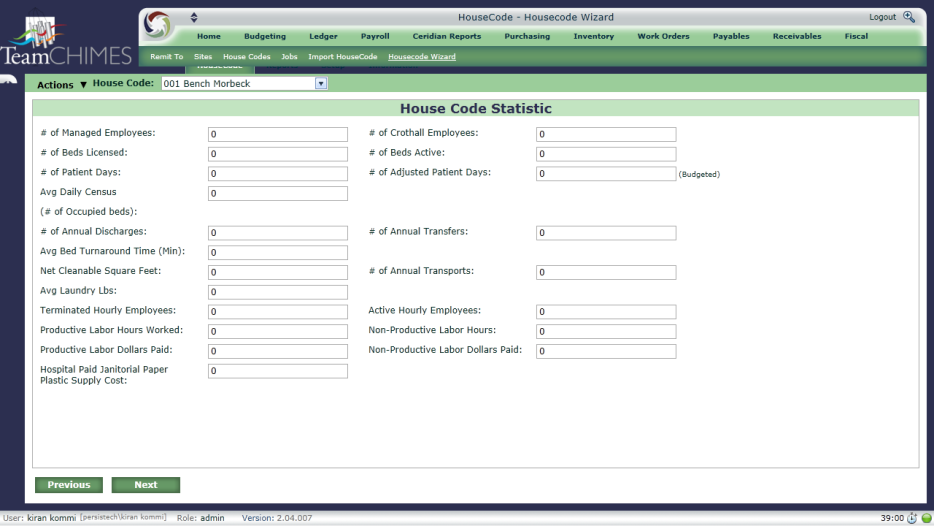 HouseCode - Housecode Wizard
Logout
TeamCHIMES
Home Budgeting Ledger Payroll Ceridian Reports Purchasing Inventory Work Orders Payables Receivables Fiscal
Remit To Sites House Codes Jobs Import HouseCode Housecode Wizard
Actions ▼ House Code: 001 Bench Morbeck
House Code Statistic
# of Managed Employees: 0 # of Crothall Employees: 0
# of Beds Licensed: 0 # of Beds Active: 0
# of Patient Days: 0 # of Adjusted Patient Days: 0 (Budgeted)
Avg Daily Census 0
(# of Occupied beds):
# of Annual Discharges: 0 # of Annual Transfers: 0
Avg Bed Turnaround Time (Min): 0
Net Cleanable Square Feet: 0 # of Annual Transports: 0
Avg Laundry Lbs: 0
Terminated Hourly Employees: 0 Active Hourly Employees: 0
Productive Labor Hours Worked: 0 Non-Productive Labor Hours: 0
Productive Labor Dollars Paid: 0 Non-Productive Labor Dollars Paid: 0
Hospital Paid Janitorial Paper 0
Plastic Supply Cost:
Previous Next
User: kiran kommi [persistech\kiran kommi] Role: admin Version: 2.04.007 39:00